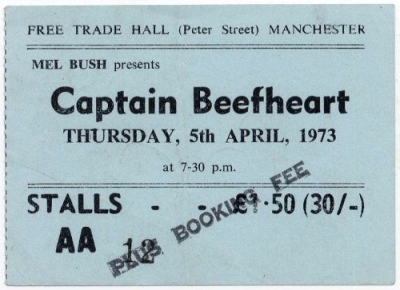 FREE TRADE HALL (Peter Street) MANCHESTER
MEL BUSH presents
Captain Beefheart
THURSDAY, 5th APRIL, 1973
at 7-30 p.m.
STALLS - - £1·50 (30/-)
AA 12
PLUS BOOKING FEE